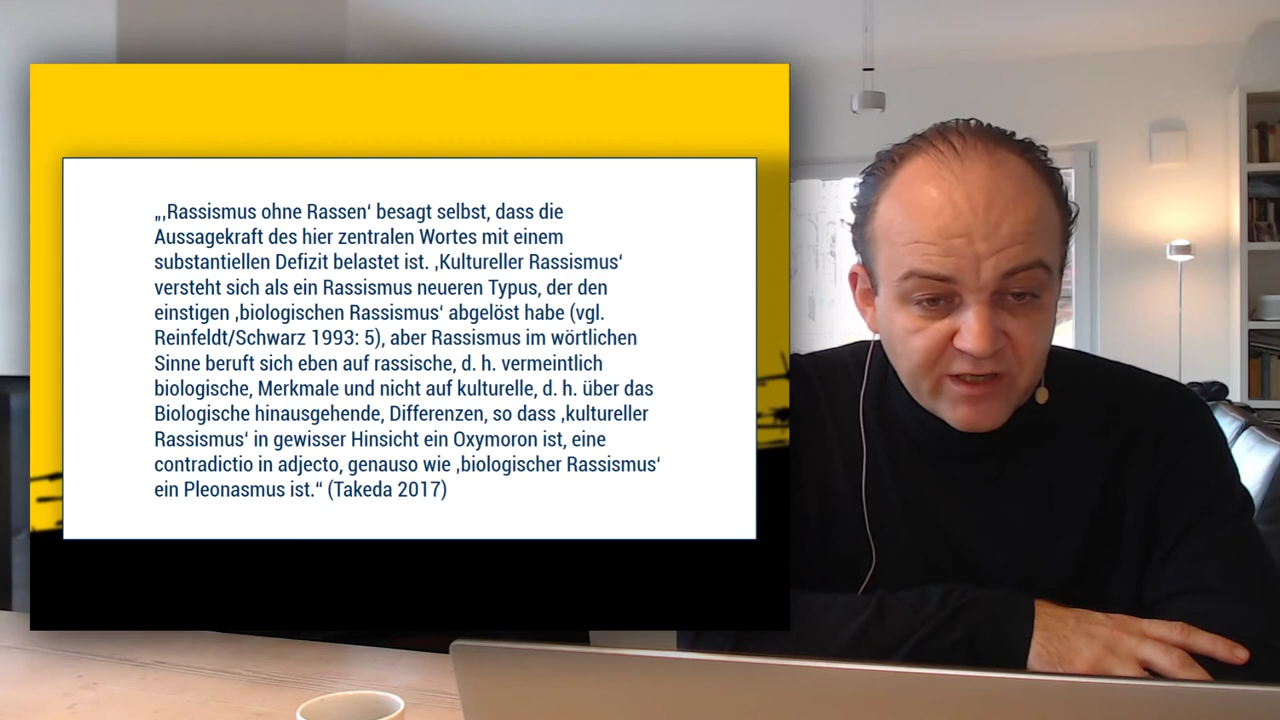 „‚Rassismus ohne Rassen‘ besagt selbst, dass die
Aussagekraft des hier zentralen Wortes mit einem
substantiellen Defizit belastet ist. ‚Kultureller Rassismus‘
versteht sich als ein Rassismus neueren Typus, der den
einstigen ‚biologischen Rassismus‘ abgelöst habe (vgl.
Reinfeldt/Schwarz 1993: 5), aber Rassismus im wörtlichen
Sinne beruft sich eben auf rassische, d. h. vermeintlich
biologische, Merkmale und nicht auf kulturelle, d. h. über das
Biologische hinausgehende, Differenzen, so dass ‚kultureller
Rassismus‘ in gewisser Hinsicht ein Oxymoron ist, eine
contradictio in adjecto, genauso wie ‚biologischer Rassismus‘
ein Pleonasmus ist.“ (Takeda 2017)